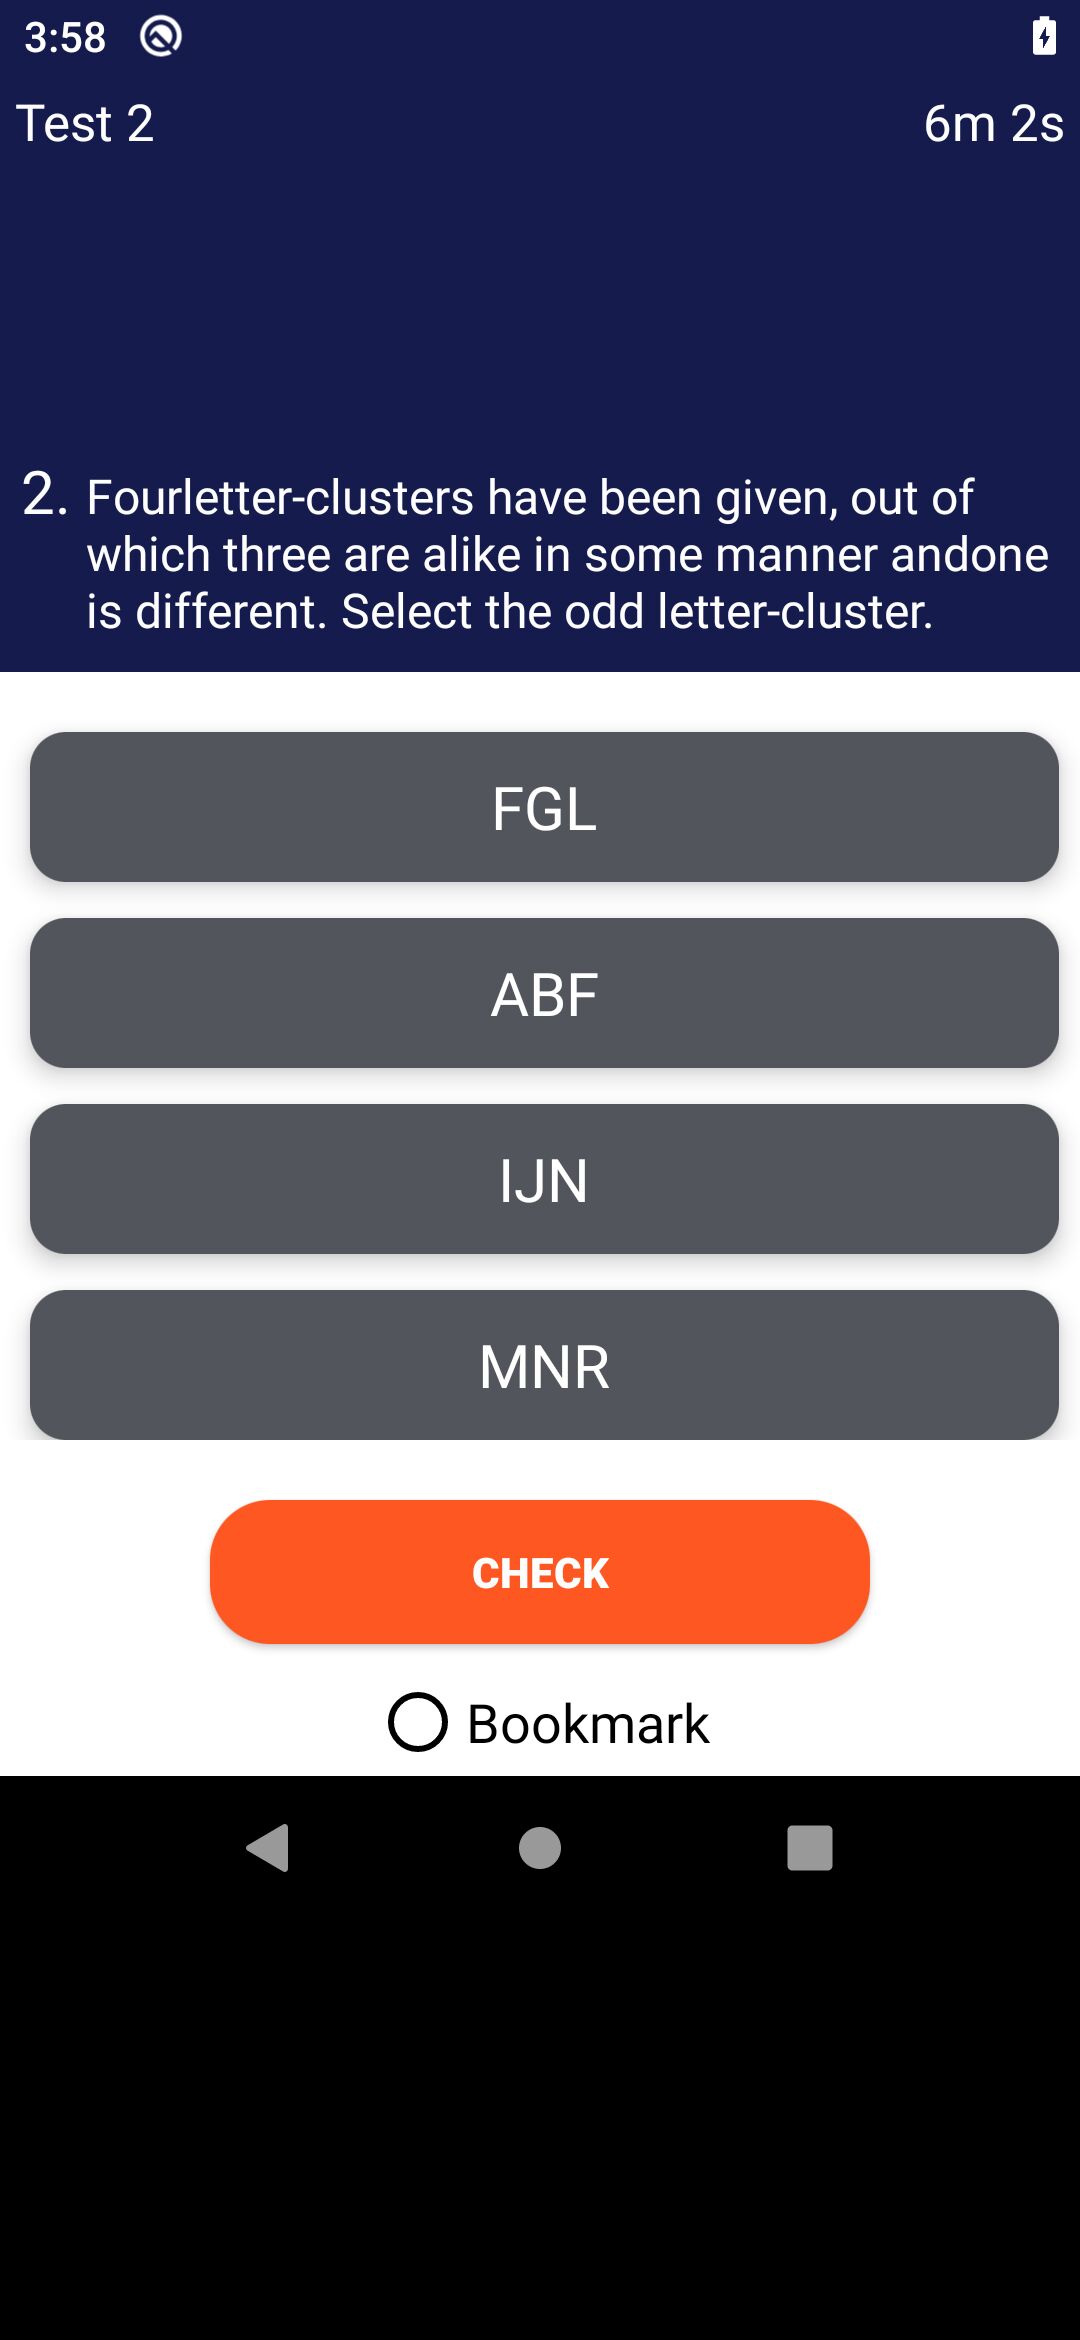 3:58
Test 2
6m 2s
2. Fourletter-clusters have been given, out of
which three are alike in some manner andone
is different. Select the odd letter-cluster.
FGL
ABF
IJN
MNR
CHECK
Bookmark